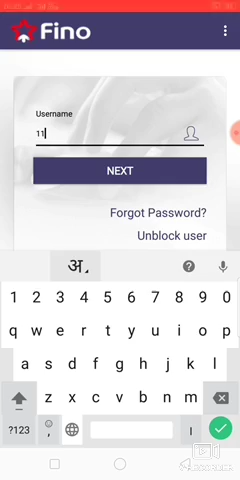 Fino
Username
11
NEXT
Forgot Password?
Unblock user
अ
1 2 3 4 5 6 7 8 9 0
q w e r t y u i o p
a s d f g h j k l
z x c v b n m
?123 , |